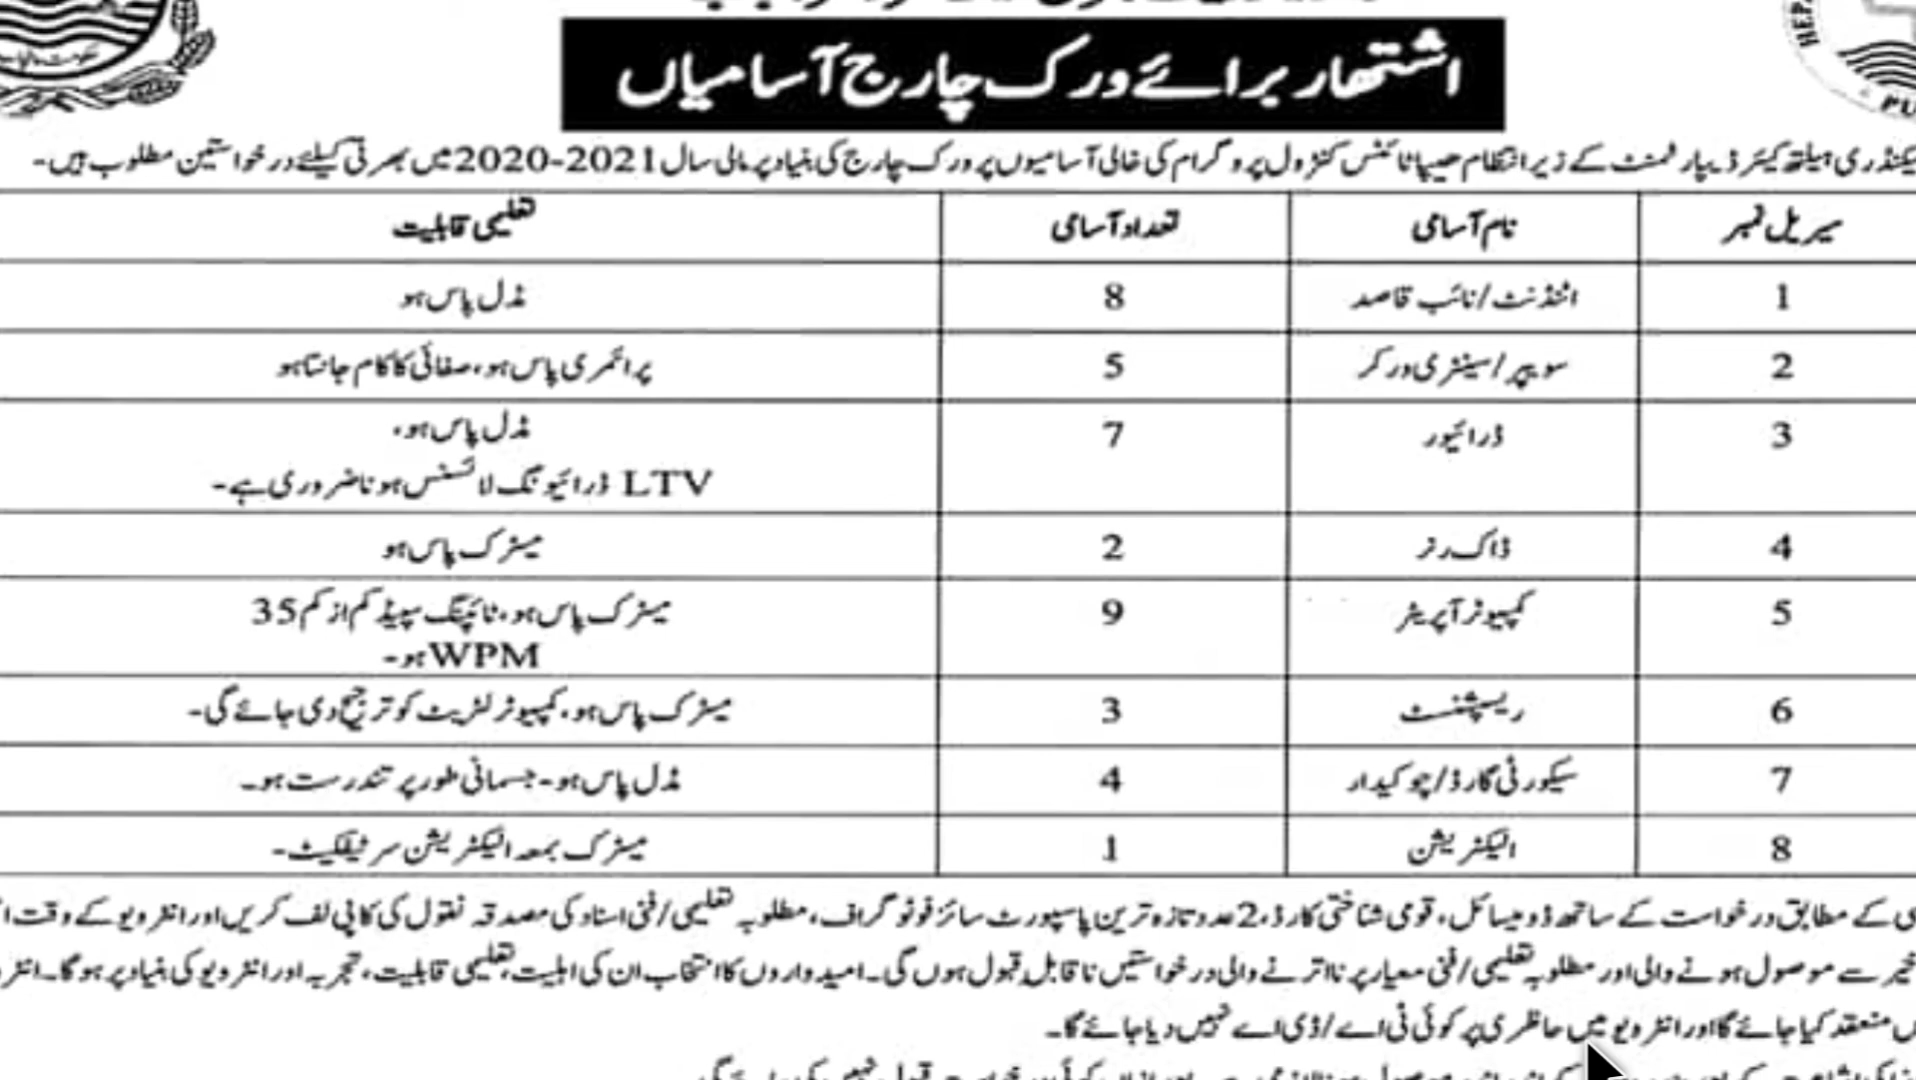 اشتہار برائے ورک چارج آسامیاں
ہیلتھ کیئر ڈیپارٹمنٹ کے زیر انتظام ہیپاٹائٹس کنٹرول پروگرام کی خالی آسامیوں پر ورک چارج کی بنیاد پر مالی سال 2021-2020 میں بھرتی کیلئے درخواستیں مطلوب ہیں۔
سیریل نمبر نام آسامی تعداد آسامی تعلیمی قابلیت
1 اٹنڈنٹ/نائب قاصد 8 مڈل پاس ہو
2 سویپر/سینٹری ورکر 5 پرائمری پاس ہو، صفائی کا کام جانتا ہو
3 ڈرائیور 7 مڈل پاس ہو،
LTV ڈرائیونگ لائسنس ہونا ضروری ہے۔
4 ڈاک رنر 2 میٹرک پاس ہو
5 کمپیوٹر آپریٹر 9 میٹرک پاس ہو، ٹائپنگ سپیڈ کم از کم 35
WPM ہو۔
6 ریسپشنسٹ 3 میٹرک پاس ہو، کمپیوٹر لٹریٹ کو ترجیح دی جائے گی۔
7 سیکورٹی گارڈ/چوکیدار 4 مڈل پاس ہو۔ جسمانی طور پر تندرست ہو۔
8 الیکٹریشن 1 میٹرک بمعہ الیکٹریشن سرٹیفکیٹ۔
کے مطابق درخواست کے ساتھ ڈومیسائل، قومی شناختی کارڈ، 2 عدد تازہ ترین پاسپورٹ سائز فوٹو گراف، مطلوبہ تعلیمی/فنی اسناد کی مصدقہ نقول کی کاپی لف کریں اور انٹرویو کے وقت
سے موصول ہونے والی اور مطلوبہ تعلیمی/فنی معیار پر نا اترنے والی درخواستیں ناقابل قبول ہوں گی۔ امیدواروں کا انتخاب ان کی اہلیت، تعلیمی قابلیت، تجربہ اور انٹرویو کی بنیاد پر ہوگا۔
منعقد کیا جائے گا اور انٹرویو میں حاظری پر کوئی ٹی اے/ڈی اے نہیں دیا جائے گا۔